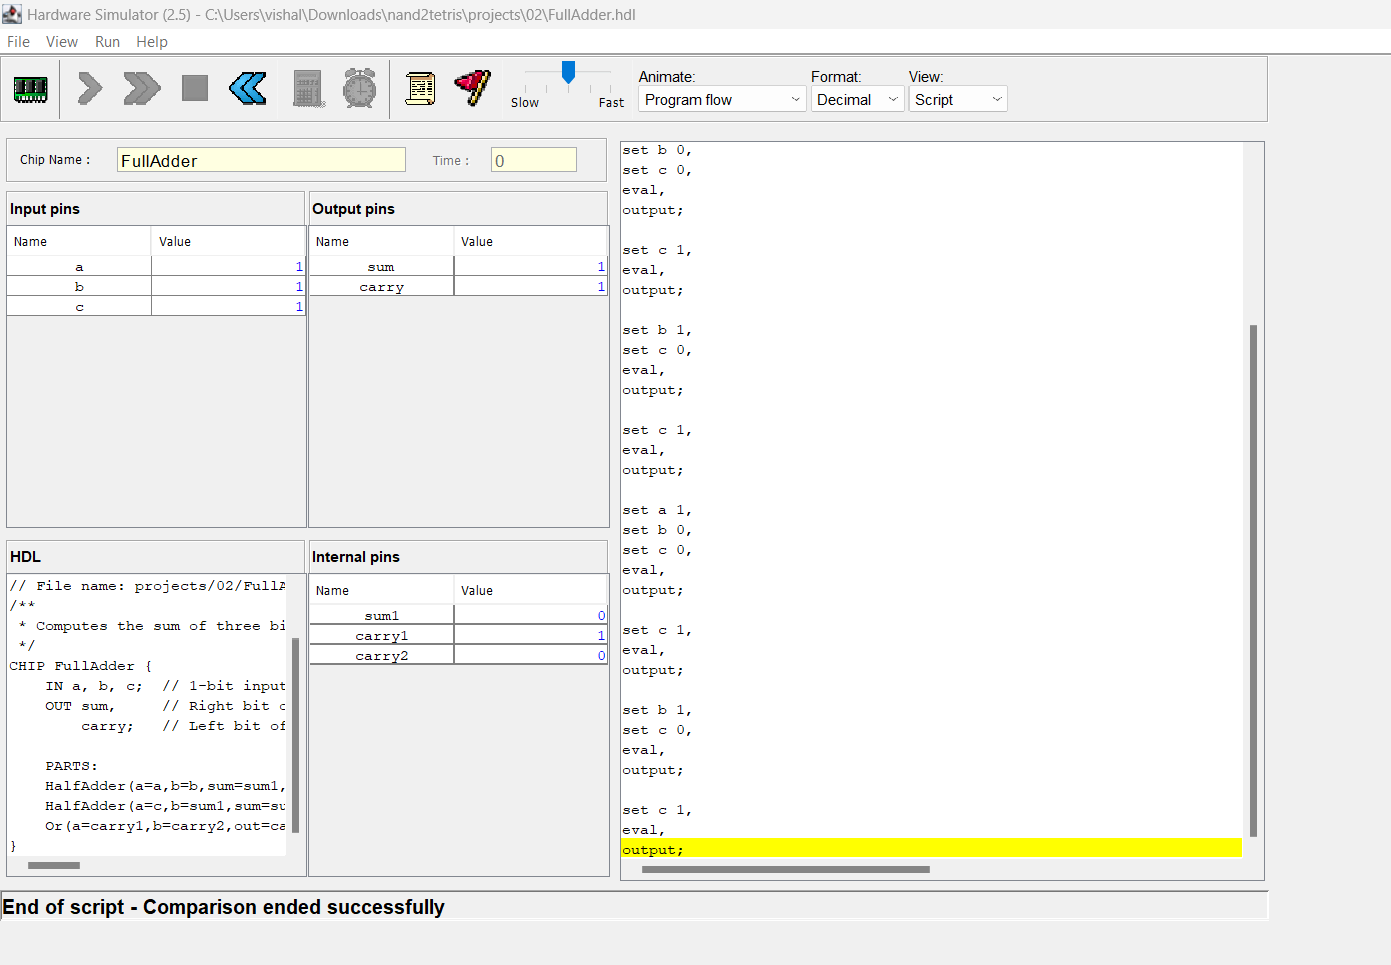 Hardware Simulator (2.5) - C:\Users\vishal\Downloads\nand2tetris\projects\02\FullAdder.hdl
File View Run Help
Slow Fast
Animate: Format: View:
Program flow Decimal Script
Chip Name : FullAdder Time : 0
Input pins
Name Value
a 1
b 1
c 1
Output pins
Name Value
sum 1
carry 1
HDL
// File name: projects/02/FullA
/**
* Computes the sum of three bi
*/
CHIP FullAdder {
IN a, b, c; // 1-bit input
OUT sum, // Right bit o
carry; // Left bit of
PARTS:
HalfAdder(a=a,b=b,sum=sum1,
HalfAdder(a=c,b=sum1,sum=su
Or(a=carry1,b=carry2,out=ca
}
Internal pins
Name Value
sum1 0
carry1 1
carry2 0
set b 0,
set c 0,
eval,
output;
set c 1,
eval,
output;
set b 1,
set c 0,
eval,
output;
set c 1,
eval,
output;
set a 1,
set b 0,
set c 0,
eval,
output;
set c 1,
eval,
output;
set b 1,
set c 0,
eval,
output;
set c 1,
eval,
output;
End of script - Comparison ended successfully